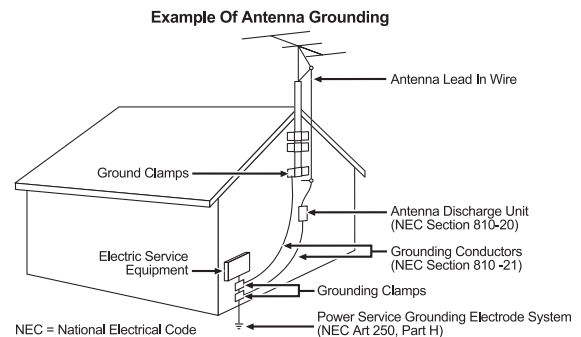 Example Of Antenna Grounding
Antenna Lead In Wire
Ground Clamps
Antenna Discharge Unit
(NEC Section 810-20)
Electric Service
Equipment
Grounding Conductors
(NEC Section 810 -21)
Grounding Clamps
Power Service Grounding Electrode System
(NEC Art 250, Part H)
NEC = National Electrical Code